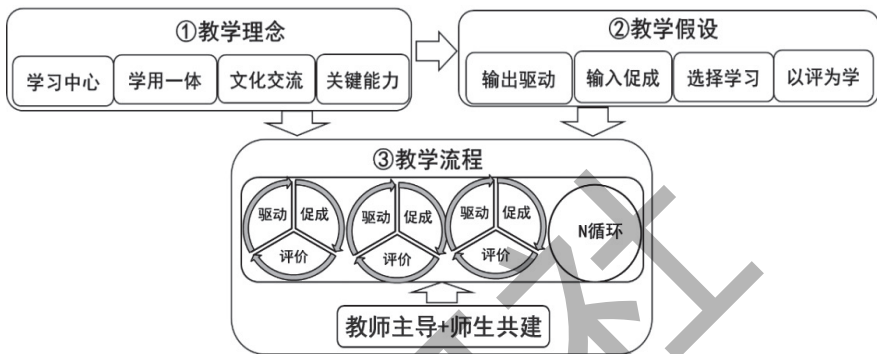 ①教学理念
学习中心 学用一体 文化交流 关键能力
②教学假设
输出驱动 输入促成 选择学习 以评为学
③教学流程
驱动 促成 评价
驱动 促成 评价
驱动 促成 评价
N循环
教师主导+师生共建
社